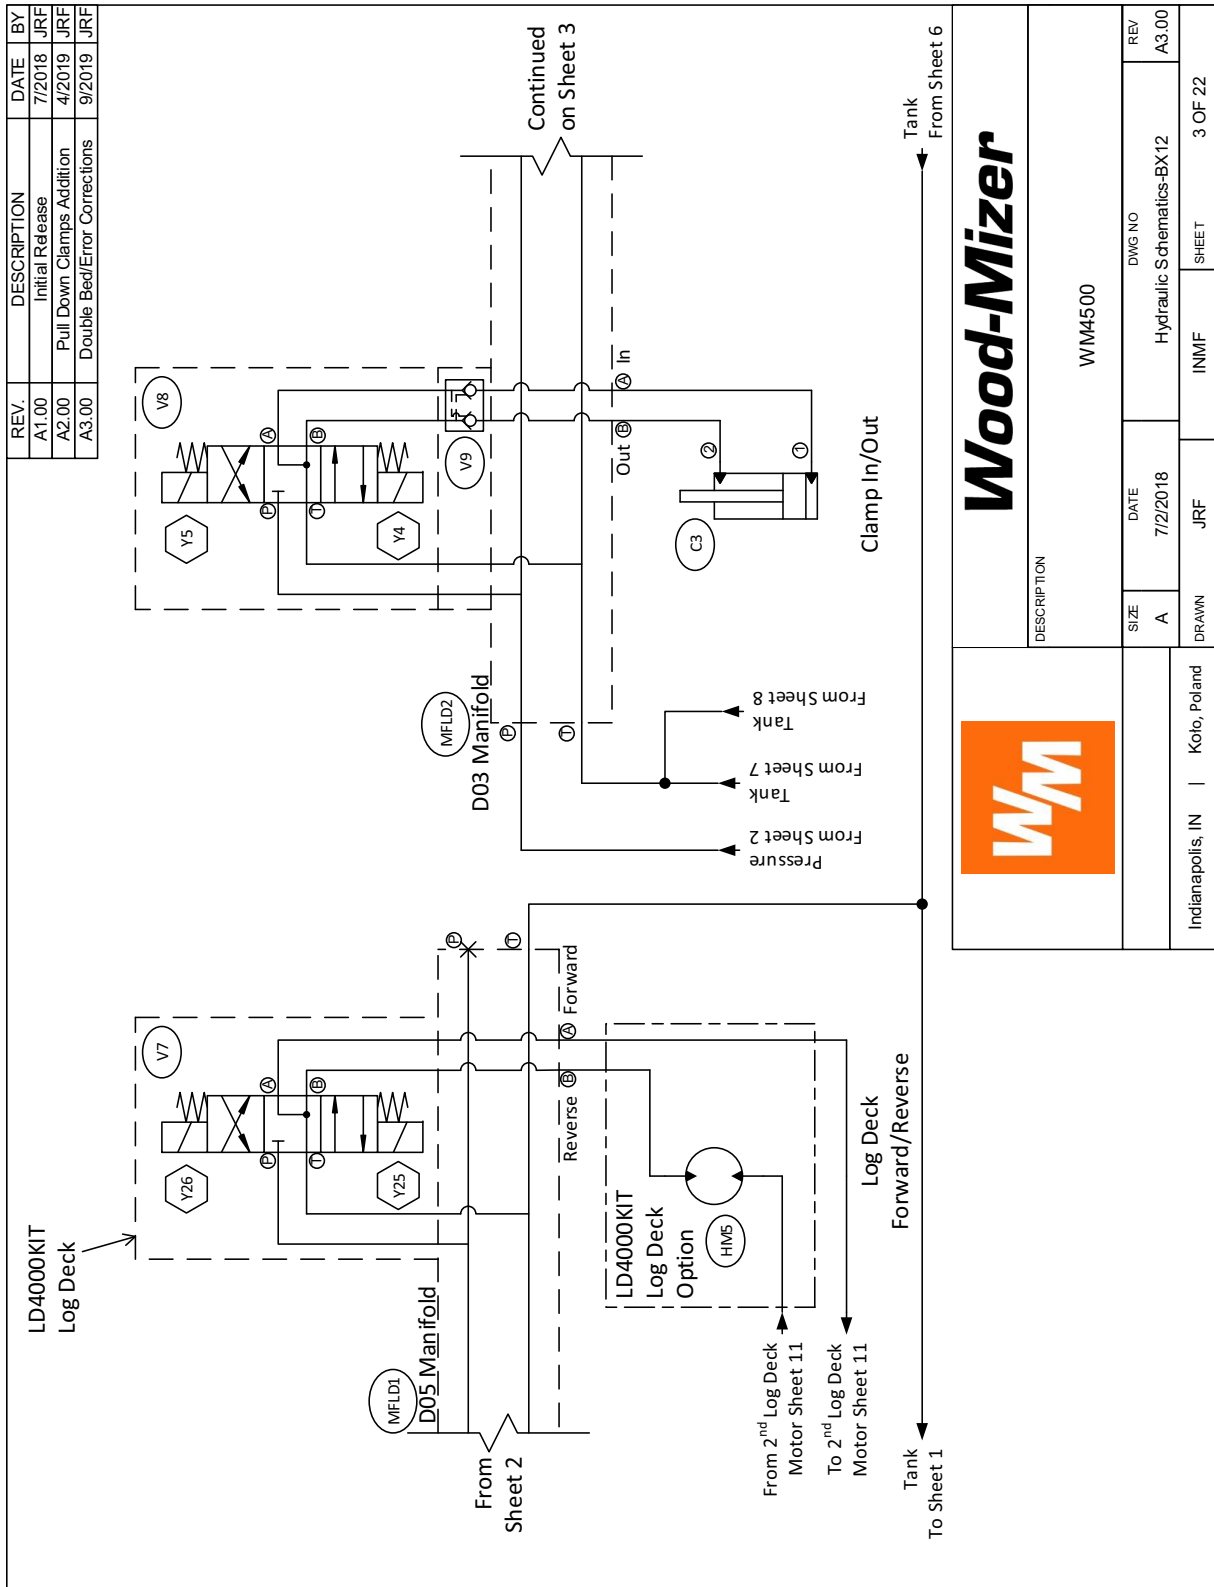 REV.
DESCRIPTION
DATE
BY
A1.00
Initial Release
7/2018
JRF
A2.00
Pull Down Clamps Addition
4/2019
JRF
A3.00
Double Bed/Error Corrections
9/2019
JRF
LD4000KIT
Log Deck
V7
Y26
Y25
P
T
A
B
MFLD1
D05 Manifold
From
Sheet 2
P
T
Reverse
B
A
Forward
LD4000KIT
Log Deck
Option
HM5
From 2nd Log Deck
Motor Sheet 11
To 2nd Log Deck
Motor Sheet 11
Log Deck
Forward/Reverse
Tank
To Sheet 1
V8
Y5
Y4
P
T
A
B
V9
MFLD2
D03 Manifold
P
T
Out
B
A
In
Continued
on Sheet 3
C3
2
1
Clamp In/Out
Pressure
From Sheet 2
Tank
From Sheet 7
Tank
From Sheet 8
Tank
From Sheet 6
WM
Indianapolis, IN | Koło, Poland
Wood-Mizer
DESCRIPTION
WM4500
SIZE
A
DATE
7/2/2018
DWG NO
Hydraulic Schematics-BX12
REV
A3.00
DRAWN
JRF
INMF
SHEET
3 OF 22